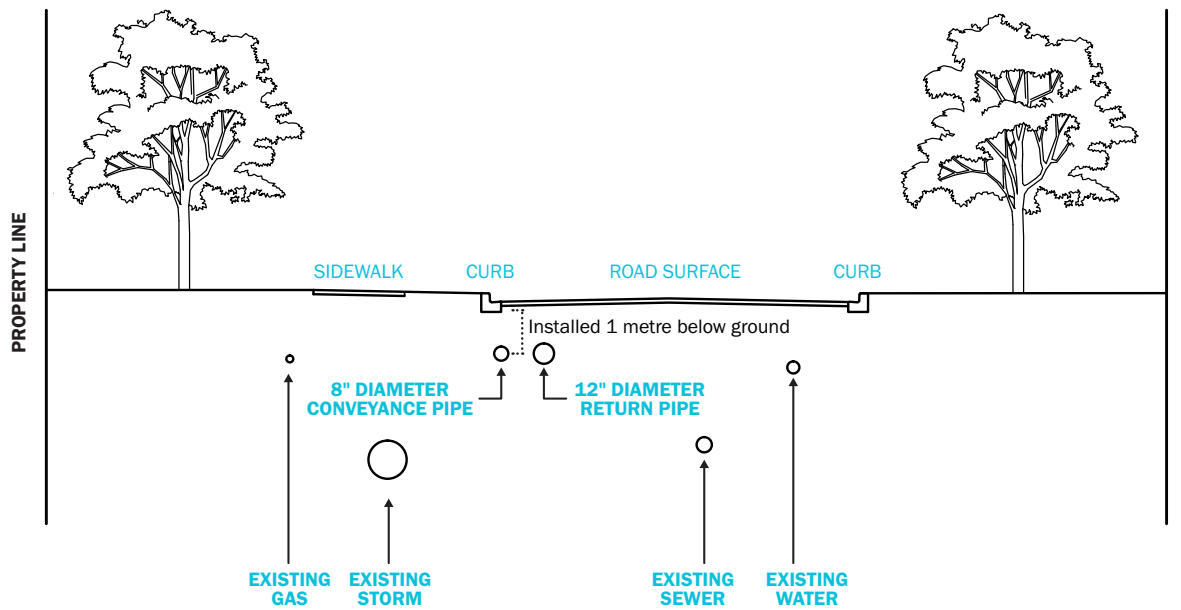 PROPERTY LINE
SIDEWALK
CURB
ROAD SURFACE
CURB
Installed 1 metre below ground
8" DIAMETER
CONVEYANCE PIPE
12" DIAMETER
RETURN PIPE
EXISTING
GAS
EXISTING
STORM
EXISTING
SEWER
EXISTING
WATER